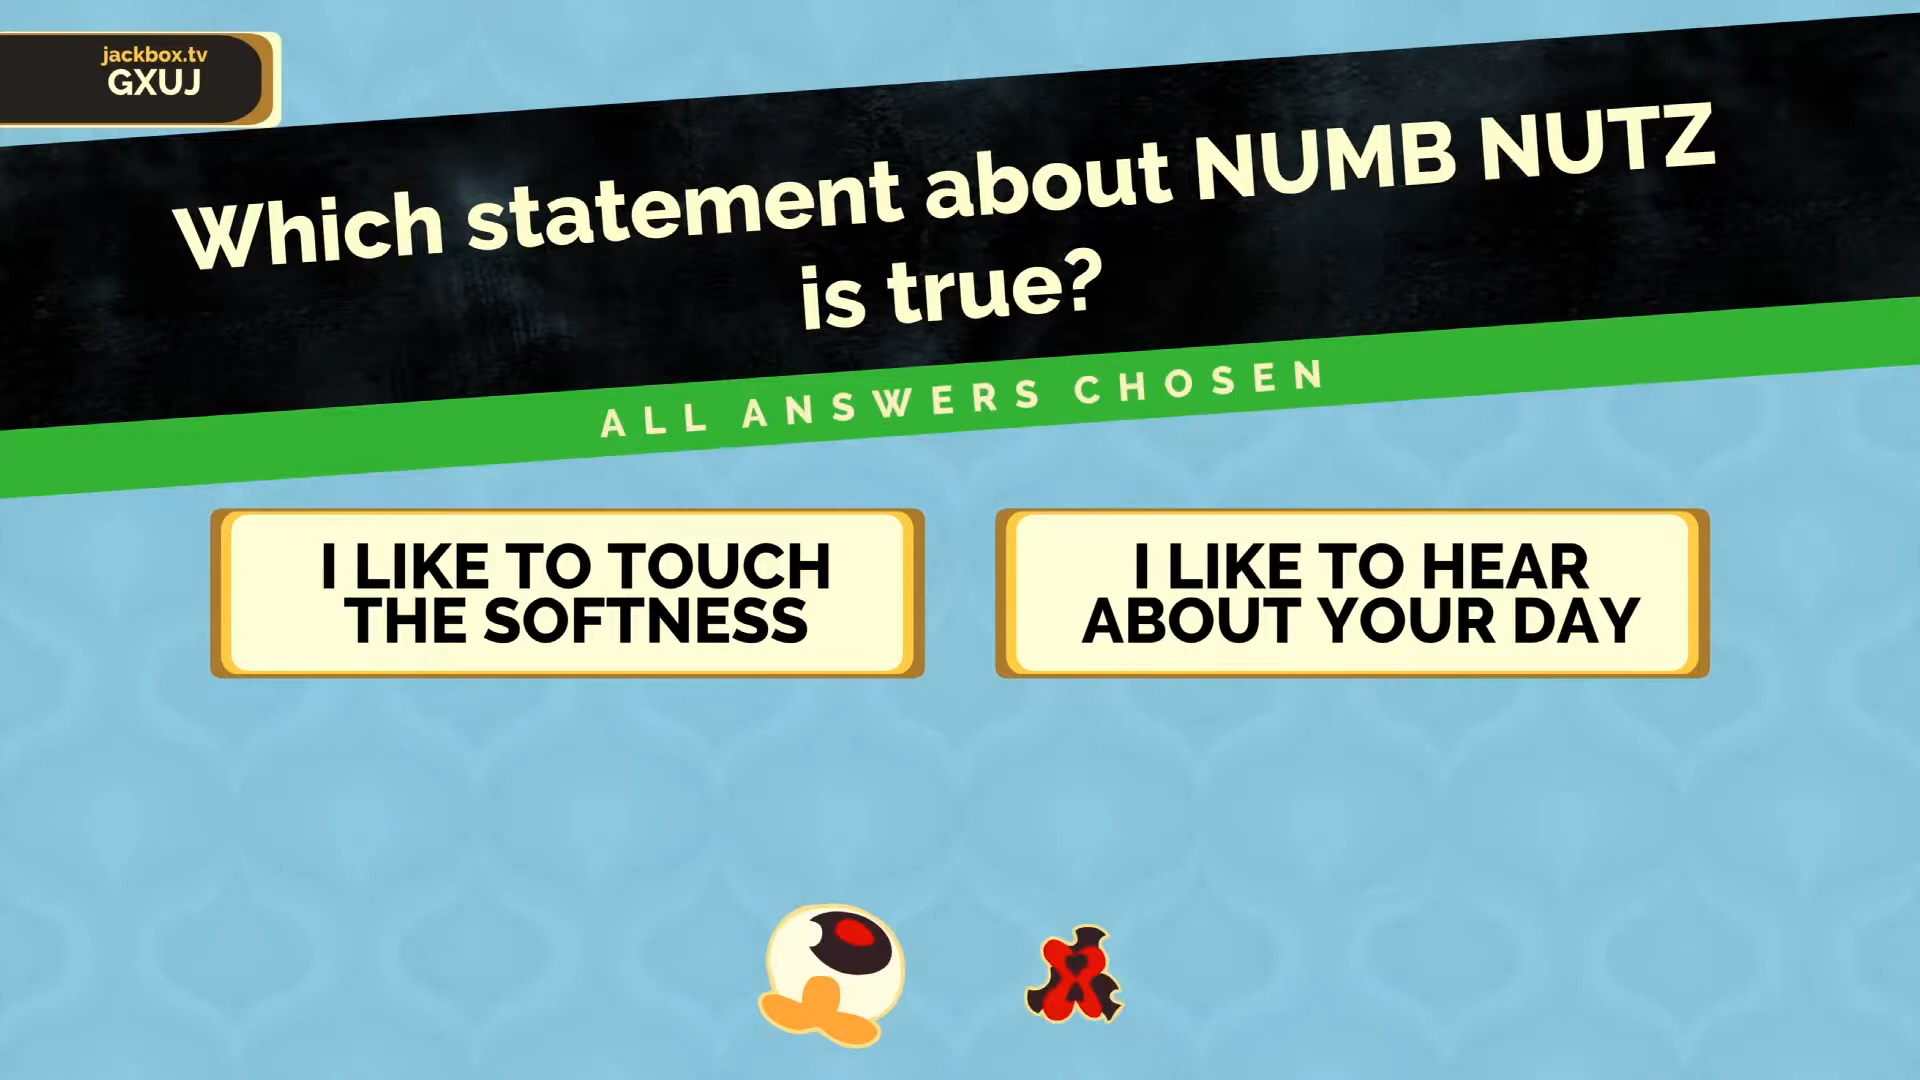 jackbox.tv
GXUJ
Which statement about NUMB NUTZ
is true?
ALL ANSWERS CHOSEN
I LIKE TO TOUCH
THE SOFTNESS
I LIKE TO HEAR
ABOUT YOUR DAY